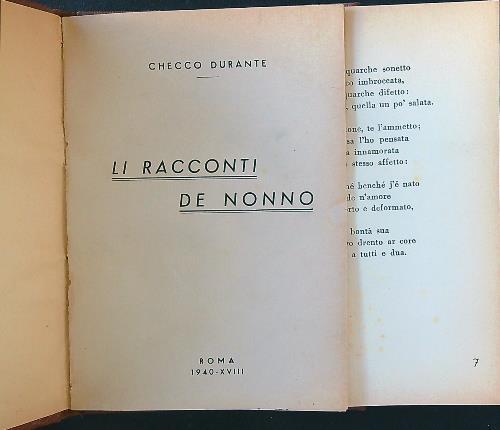 CHECCO DURANTE
LI RACCONTI
DE NONNO
ROMA
1940-XVIII
quarche sonetto
imbroccata,
quarche difetto:
quella un po' salata.
te l'ammetto;
l'ho pensata
innamorata
stesso affetto:
benché j'é nato
de n'amore
e deformato,
bontà sua
drento ar core
a tutti e dua.
7